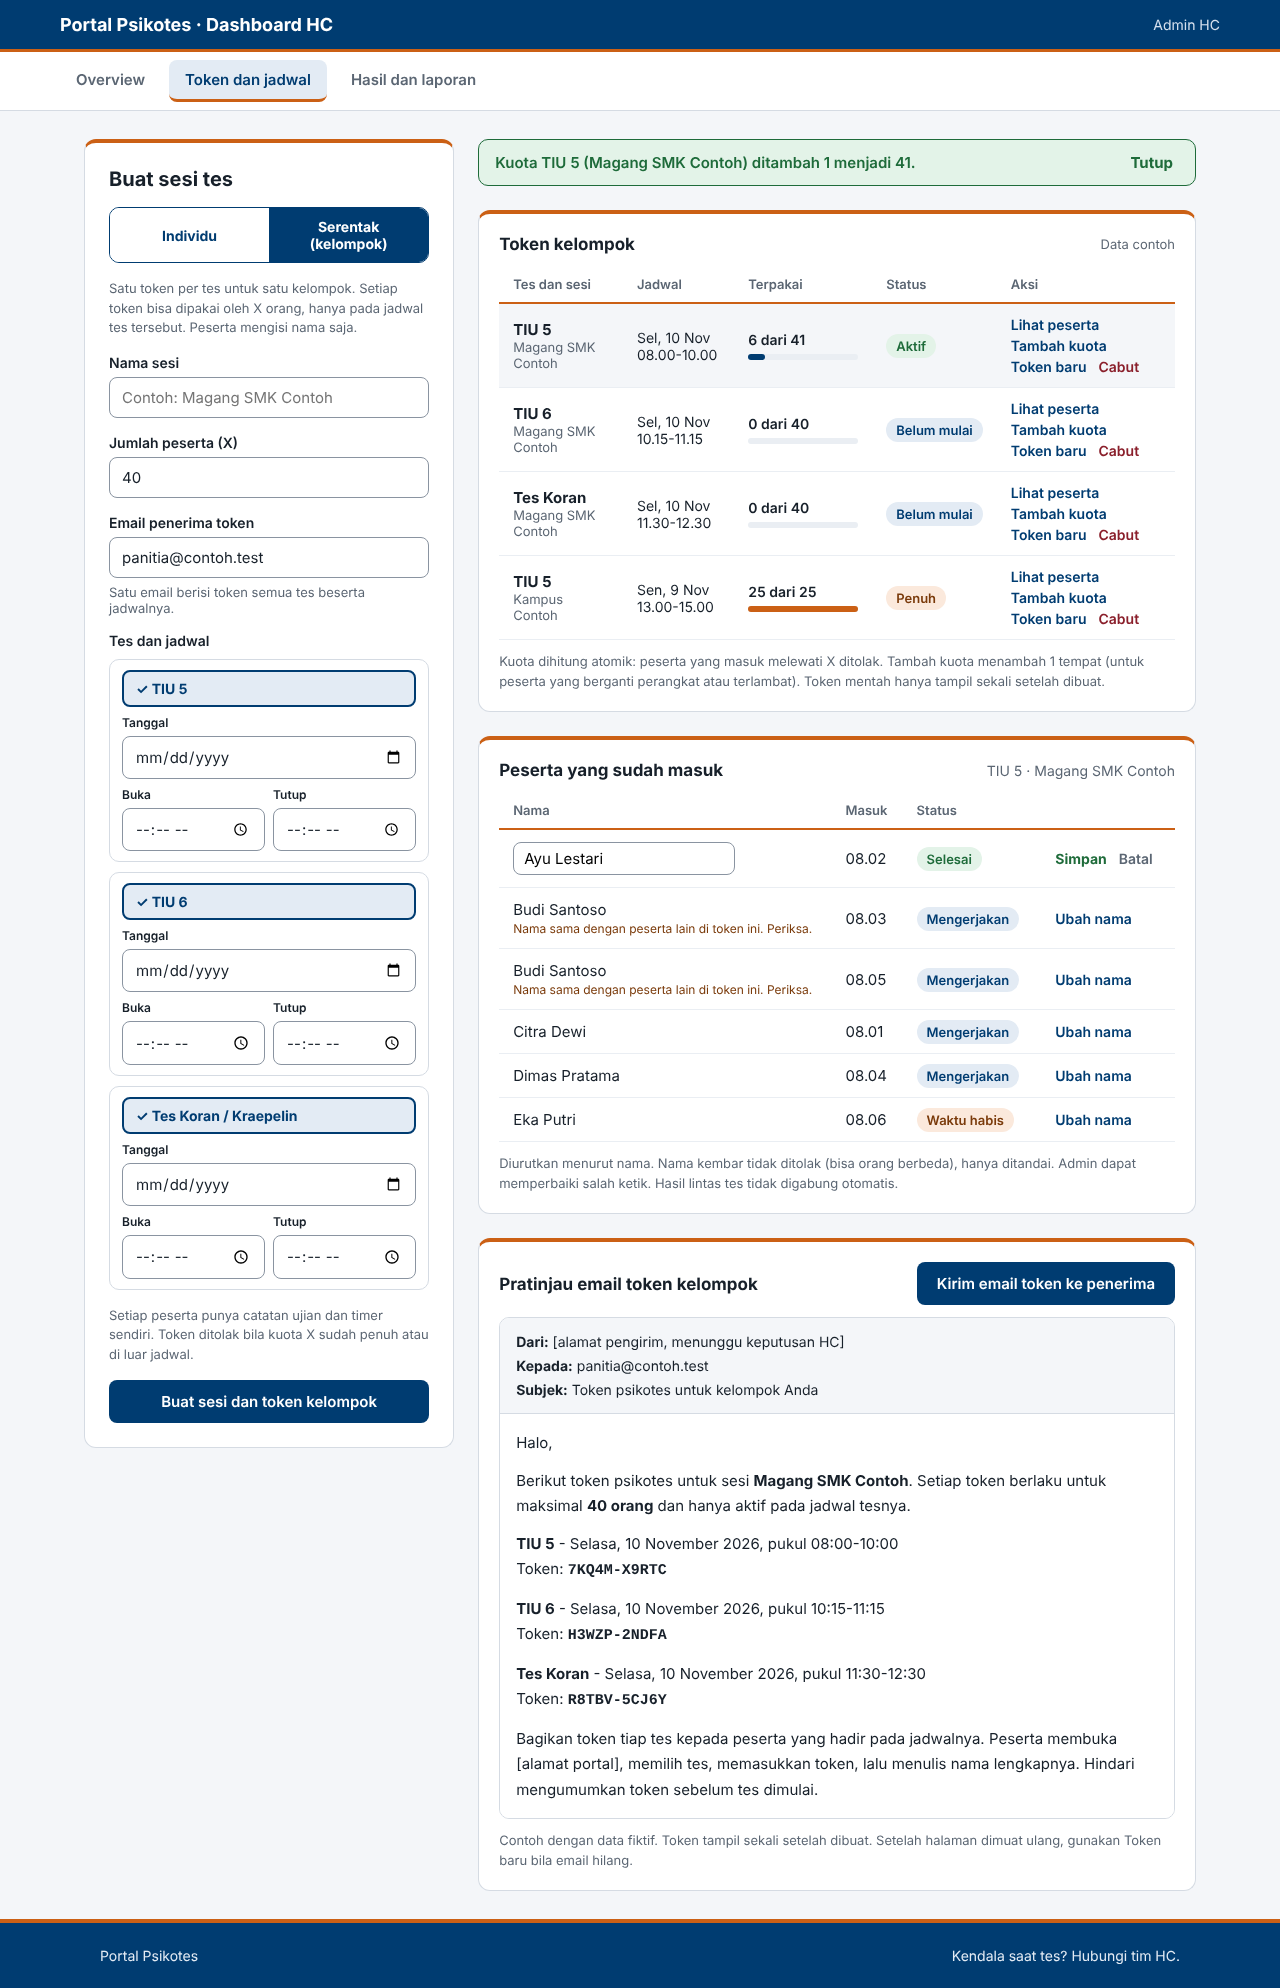 Portal Psikotes · Dashboard HC
Admin HC
Overview
Token dan jadwal
Hasil dan laporan
Buat sesi tes
Individu
Serentak
(kelompok)
Satu token per tes untuk satu kelompok. Setiap
token bisa dipakai oleh X orang, hanya pada jadwal
tes tersebut. Peserta mengisi nama saja.
Nama sesi
Contoh: Magang SMK Contoh
Jumlah peserta (X)
40
Email penerima token
panitia@contoh.test
Satu email berisi token semua tes beserta
jadwalnya.
Tes dan jadwal
✓ TIU 5
Tanggal
mm/dd/yyyy
Buka
Tutup
--:-- --
--:-- --
✓ TIU 6
Tanggal
mm/dd/yyyy
Buka
Tutup
--:-- --
--:-- --
✓ Tes Koran / Kraepelin
Tanggal
mm/dd/yyyy
Buka
Tutup
--:-- --
--:-- --
Setiap peserta punya catatan ujian dan timer
sendiri. Token ditolak bila kuota X sudah penuh atau
di luar jadwal.
Buat sesi dan token kelompok
Kuota TIU 5 (Magang SMK Contoh) ditambah 1 menjadi 41.
Tutup
Token kelompok
Data contoh
Tes dan sesi
Jadwal
Terpakai
Status
Aksi
TIU 5
Magang SMK
Contoh
Sel, 10 Nov
08.00-10.00
6 dari 41
Aktif
Lihat peserta
Tambah kuota
Token baru Cabut
TIU 6
Magang SMK
Contoh
Sel, 10 Nov
10.15-11.15
0 dari 40
Belum mulai
Lihat peserta
Tambah kuota
Token baru Cabut
Tes Koran
Magang SMK
Contoh
Sel, 10 Nov
11.30-12.30
0 dari 40
Belum mulai
Lihat peserta
Tambah kuota
Token baru Cabut
TIU 5
Kampus
Contoh
Sen, 9 Nov
13.00-15.00
25 dari 25
Penuh
Lihat peserta
Tambah kuota
Token baru Cabut
Kuota dihitung atomik: peserta yang masuk melewati X ditolak. Tambah kuota menambah 1 tempat (untuk
peserta yang berganti perangkat atau terlambat). Token mentah hanya tampil sekali setelah dibuat.
Peserta yang sudah masuk
TIU 5 · Magang SMK Contoh
Nama
Masuk
Status
Ayu Lestari
08.02
Selesai
Simpan Batal
Budi Santoso
Nama sama dengan peserta lain di token ini. Periksa.
08.03
Mengerjakan
Ubah nama
Budi Santoso
Nama sama dengan peserta lain di token ini. Periksa.
08.05
Mengerjakan
Ubah nama
Citra Dewi
08.01
Mengerjakan
Ubah nama
Dimas Pratama
08.04
Mengerjakan
Ubah nama
Eka Putri
08.06
Waktu habis
Ubah nama
Diurutkan menurut nama. Nama kembar tidak ditolak (bisa orang berbeda), hanya ditandai. Admin dapat
memperbaiki salah ketik. Hasil lintas tes tidak digabung otomatis.
Pratinjau email token kelompok
Kirim email token ke penerima
Dari: [alamat pengirim, menunggu keputusan HC]
Kepada: panitia@contoh.test
Subjek: Token psikotes untuk kelompok Anda
Halo,
Berikut token psikotes untuk sesi Magang SMK Contoh. Setiap token berlaku untuk
maksimal 40 orang dan hanya aktif pada jadwal tesnya.
TIU 5 - Selasa, 10 November 2026, pukul 08:00-10:00
Token: 7KQ4M-X9RTC
TIU 6 - Selasa, 10 November 2026, pukul 10:15-11:15
Token: H3WZP-2NDFA
Tes Koran - Selasa, 10 November 2026, pukul 11:30-12:30
Token: R8TBV-5CJ6Y
Bagikan token tiap tes kepada peserta yang hadir pada jadwalnya. Peserta membuka
[alamat portal], memilih tes, memasukkan token, lalu menulis nama lengkapnya. Hindari
mengumumkan token sebelum tes dimulai.
Contoh dengan data fiktif. Token tampil sekali setelah dibuat. Setelah halaman dimuat ulang, gunakan Token
baru bila email hilang.
Portal Psikotes
Kendala saat tes? Hubungi tim HC.